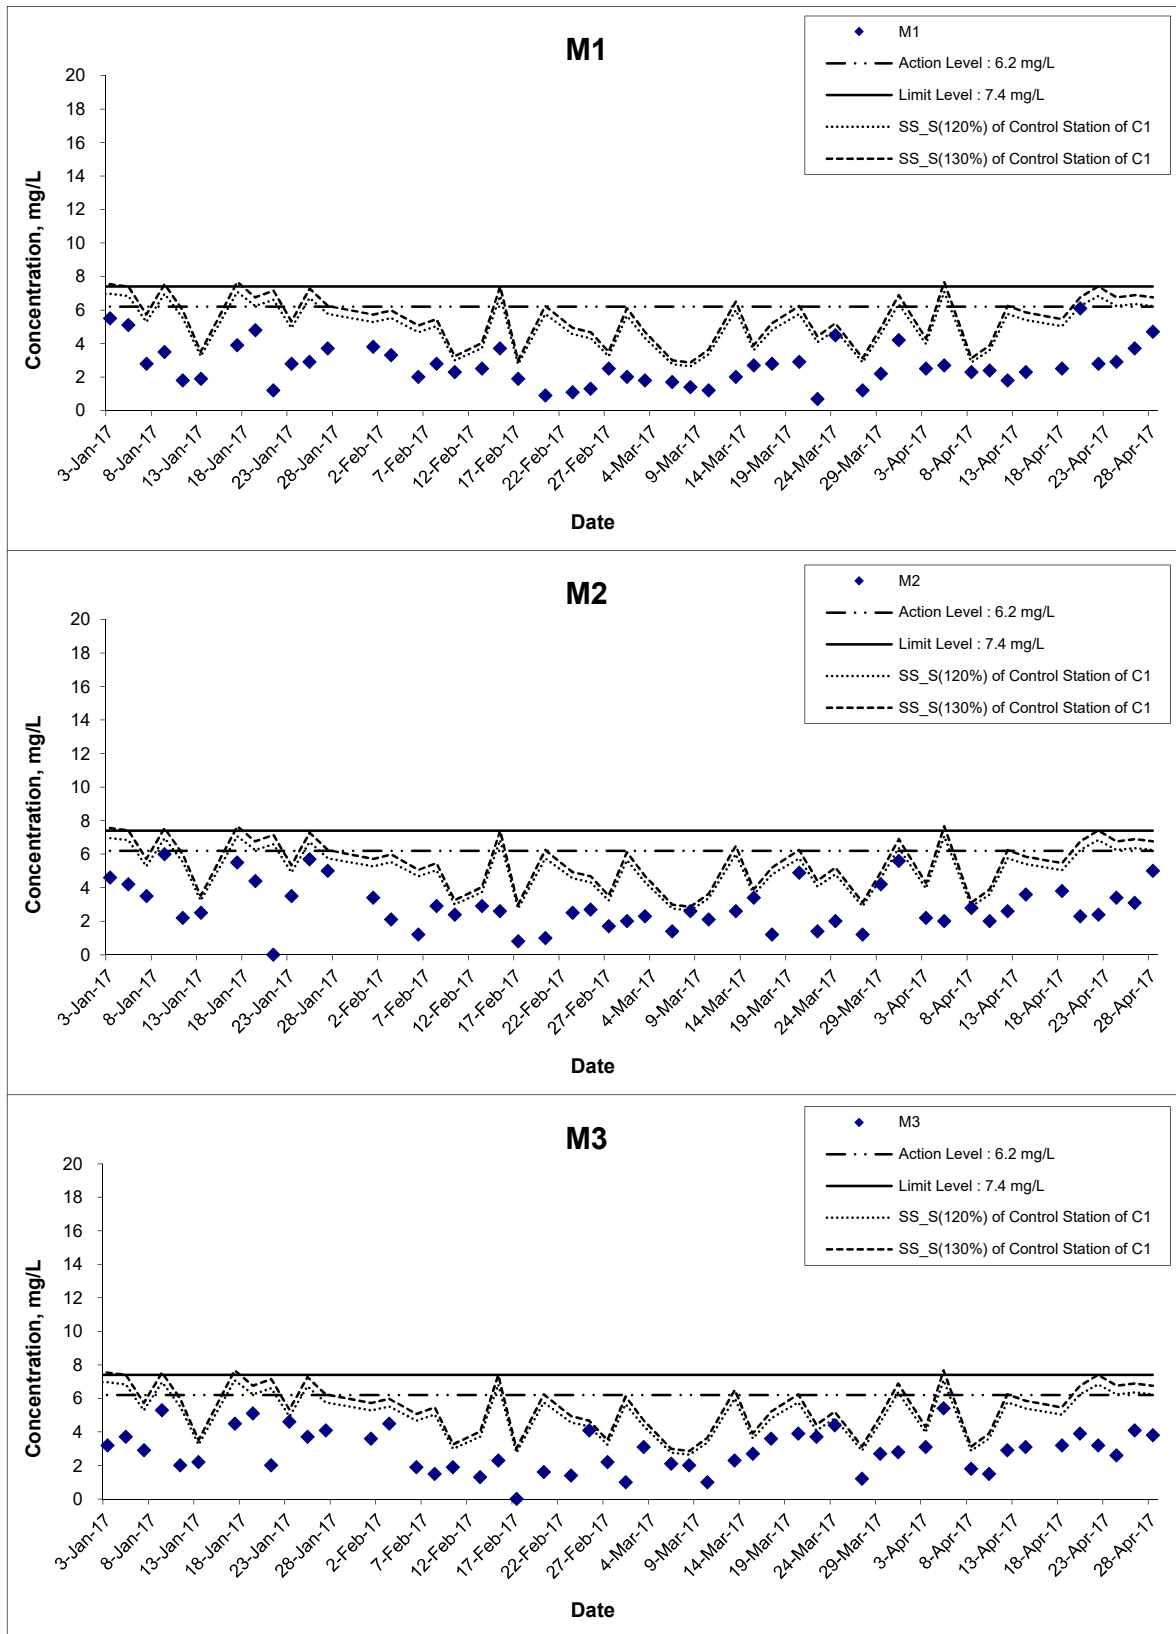 M1
M1
Action Level : 6.2 mg/L
Limit Level : 7.4 mg/L
SS_S(120%) of Control Station of C1
SS_S(130%) of Control Station of C1
Concentration, mg/L
20
18
16
14
12
10
8
6
4
2
0
3-Jan-17
8-Jan-17
13-Jan-17
18-Jan-17
23-Jan-17
28-Jan-17
2-Feb-17
7-Feb-17
12-Feb-17
17-Feb-17
22-Feb-17
27-Feb-17
4-Mar-17
9-Mar-17
14-Mar-17
19-Mar-17
24-Mar-17
29-Mar-17
3-Apr-17
8-Apr-17
13-Apr-17
18-Apr-17
23-Apr-17
28-Apr-17
Date
M2
M2
Action Level : 6.2 mg/L
Limit Level : 7.4 mg/L
SS_S(120%) of Control Station of C1
SS_S(130%) of Control Station of C1
Concentration, mg/L
20
18
16
14
12
10
8
6
4
2
0
3-Jan-17
8-Jan-17
13-Jan-17
18-Jan-17
23-Jan-17
28-Jan-17
2-Feb-17
7-Feb-17
12-Feb-17
17-Feb-17
22-Feb-17
27-Feb-17
4-Mar-17
9-Mar-17
14-Mar-17
19-Mar-17
24-Mar-17
29-Mar-17
3-Apr-17
8-Apr-17
13-Apr-17
18-Apr-17
23-Apr-17
28-Apr-17
Date
M3
M3
Action Level : 6.2 mg/L
Limit Level : 7.4 mg/L
SS_S(120%) of Control Station of C1
SS_S(130%) of Control Station of C1
Concentration, mg/L
20
18
16
14
12
10
8
6
4
2
0
3-Jan-17
8-Jan-17
13-Jan-17
18-Jan-17
23-Jan-17
28-Jan-17
2-Feb-17
7-Feb-17
12-Feb-17
17-Feb-17
22-Feb-17
27-Feb-17
4-Mar-17
9-Mar-17
14-Mar-17
19-Mar-17
24-Mar-17
29-Mar-17
3-Apr-17
8-Apr-17
13-Apr-17
18-Apr-17
23-Apr-17
28-Apr-17
Date